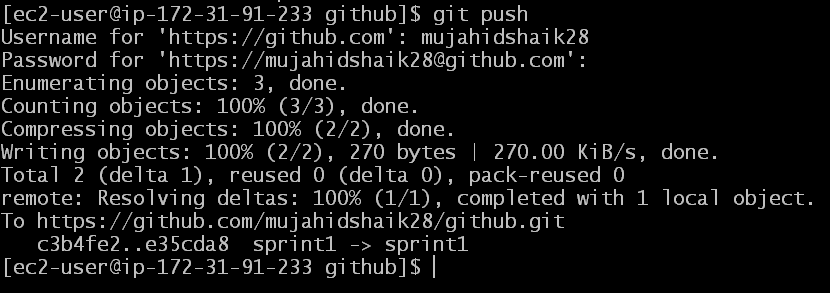 [ec2-user@ip-172-31-91-233 github]$ git push
Username for 'https://github.com': mujahidshaik28
Password for 'https://mujahidshaik28@github.com':
Enumerating objects: 3, done.
Counting objects: 100% (3/3), done.
Compressing objects: 100% (2/2), done.
Writing objects: 100% (2/2), 270 bytes | 270.00 KiB/s, done.
Total 2 (delta 1), reused 0 (delta 0), pack-reused 0
remote: Resolving deltas: 100% (1/1), completed with 1 local object.
To https://github.com/mujahidshaik28/github.git
   c3b4fe2..e35cda8  sprint1 -> sprint1
[ec2-user@ip-172-31-91-233 github]$